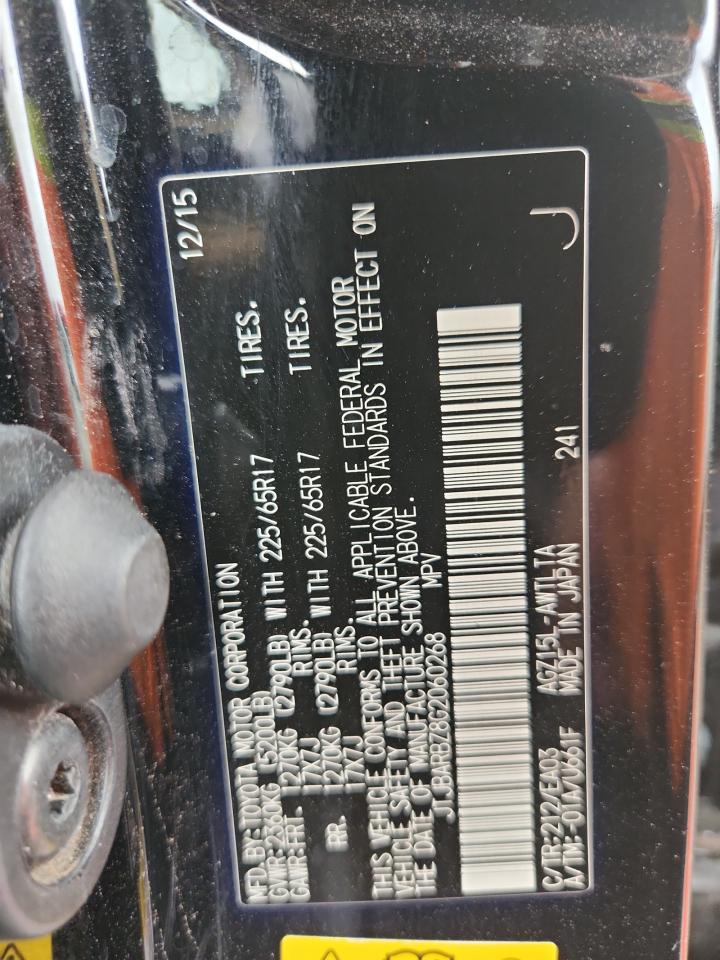 MFD.BY:TOYOTA MOTOR CORPORATION 12/15
GVWR:2360KG (5200LB)
GAWR:FRT. 1270KG (2790LB) WITH 225/65R17 TIRES.
17X7J RIMS.
RR. 1270KG (2790LB) WITH 225/65R17 TIRES.
17X7J RIMS.
THIS VEHICLE CONFORMS TO ALL APPLICABLE FEDERAL MOTOR
VEHICLE SAFETY AND THEFT PREVENTION STANDARDS IN EFFECT ON
THE DATE OF MANUFACTURE SHOWN ABOVE.
JTJBARBZ8G2060268 MPV
C/TR:212/EA03 AGZ15L-AWTLTA 241
A/TM:-01A/U661F MADE IN JAPAN J